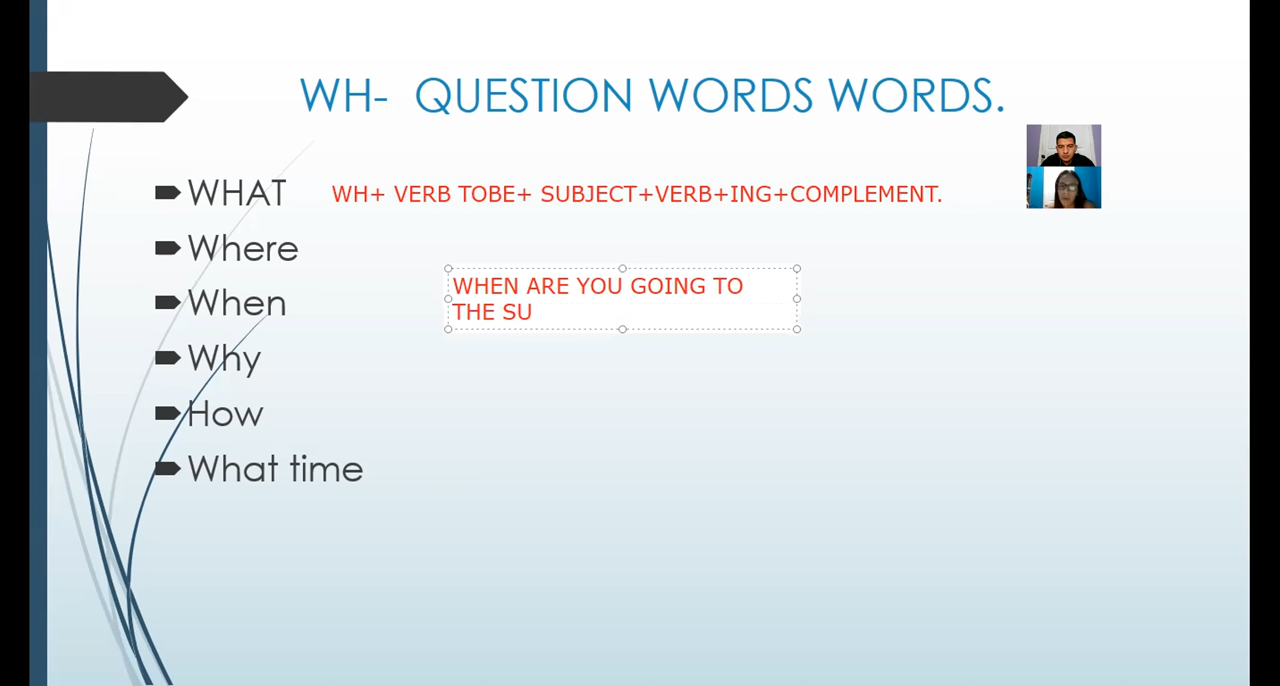 WH- QUESTION WORDS WORDS.
WHAT
WH+ VERB TOBE+ SUBJECT+VERB+ING+COMPLEMENT.
Where
WHEN ARE YOU GOING TO
THE SU
When
Why
How
What time